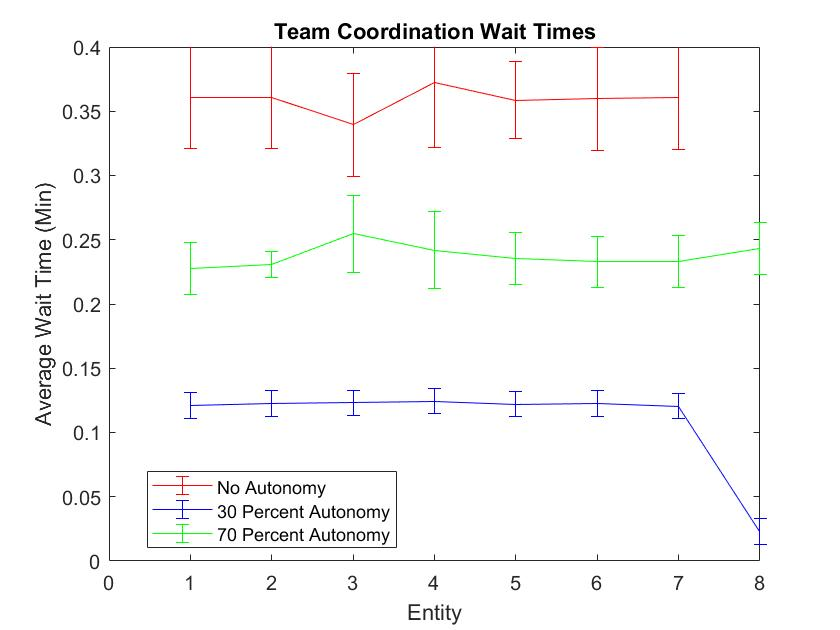 Team Coordination Wait Times
0.4
0.35
0.3
0.25
0.2
0.15
0.1
0.05
0
Average Wait Time (Min)
No Autonomy
30 Percent Autonomy
70 Percent Autonomy
0 1 2 3 4 5 6 7 8
Entity